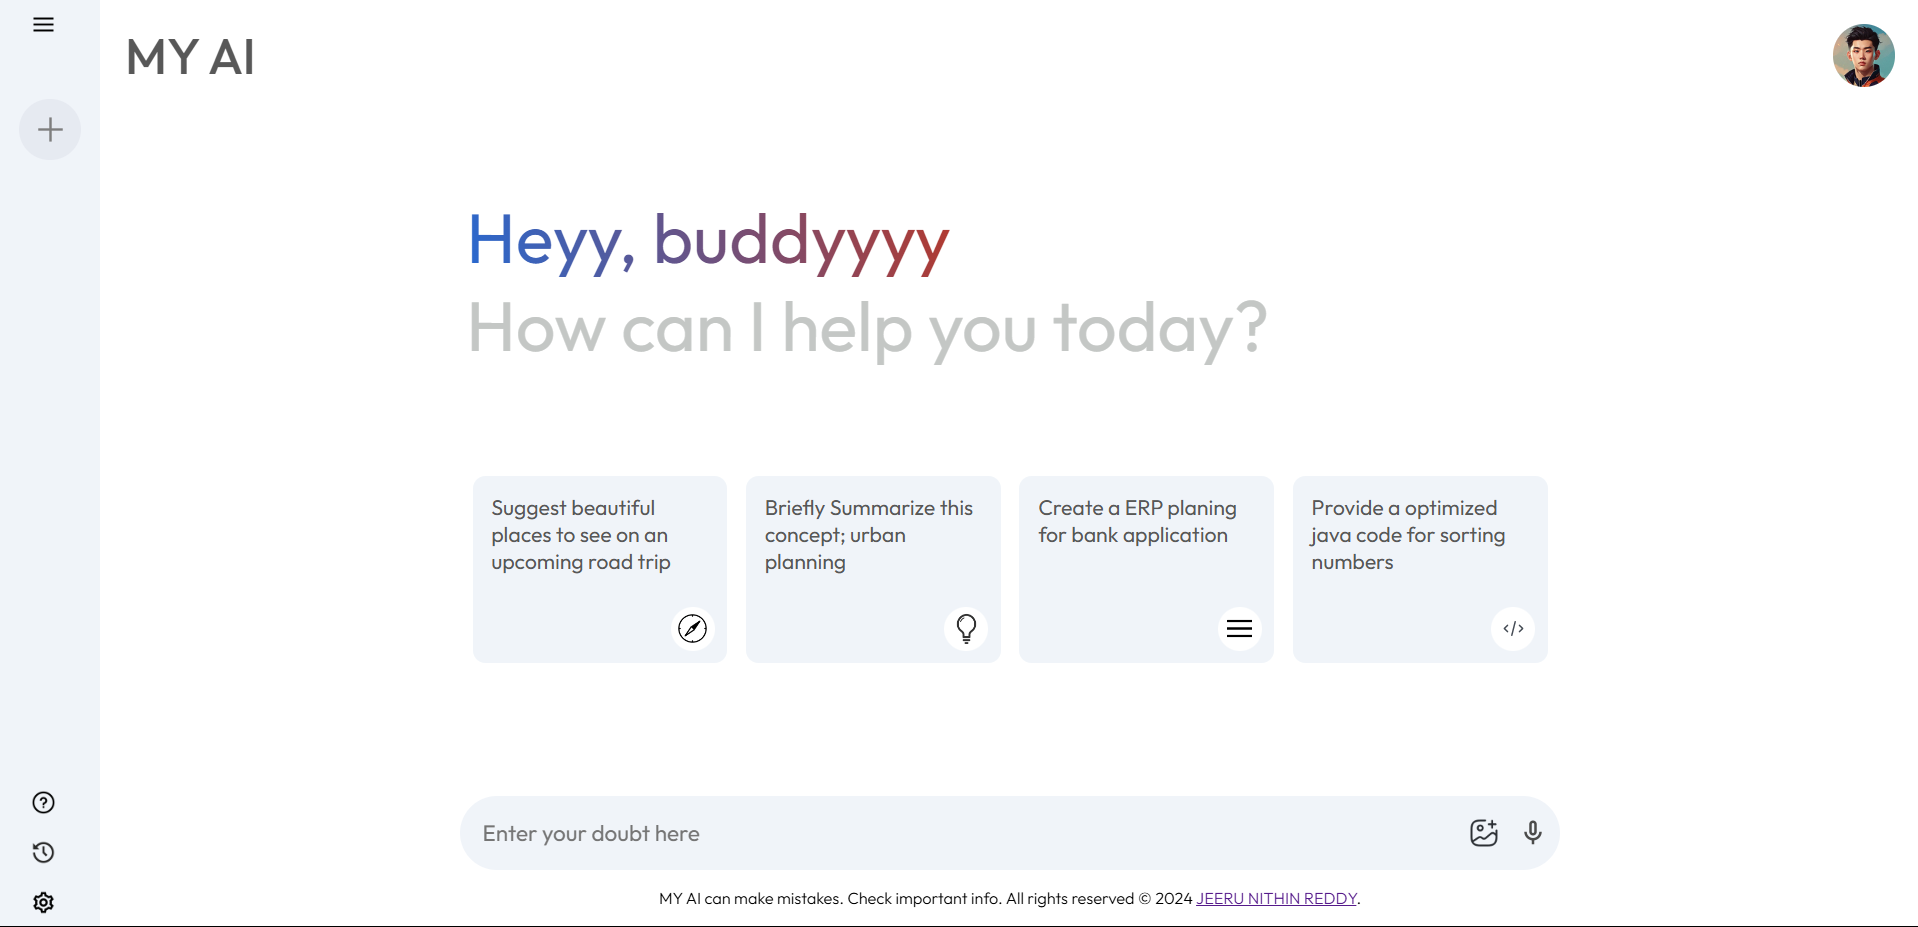 MY AI
Heyy, buddyyyy
How can I help you today?
Suggest beautiful
places to see on an
upcoming road trip
Briefly Summarize this
concept; urban
planning
Create a ERP planing
for bank application
Provide a optimized
java code for sorting
numbers
</>
Enter your doubt here
MY AI can make mistakes. Check important info. All rights reserved © 2024 JEERU NITHIN REDDY.